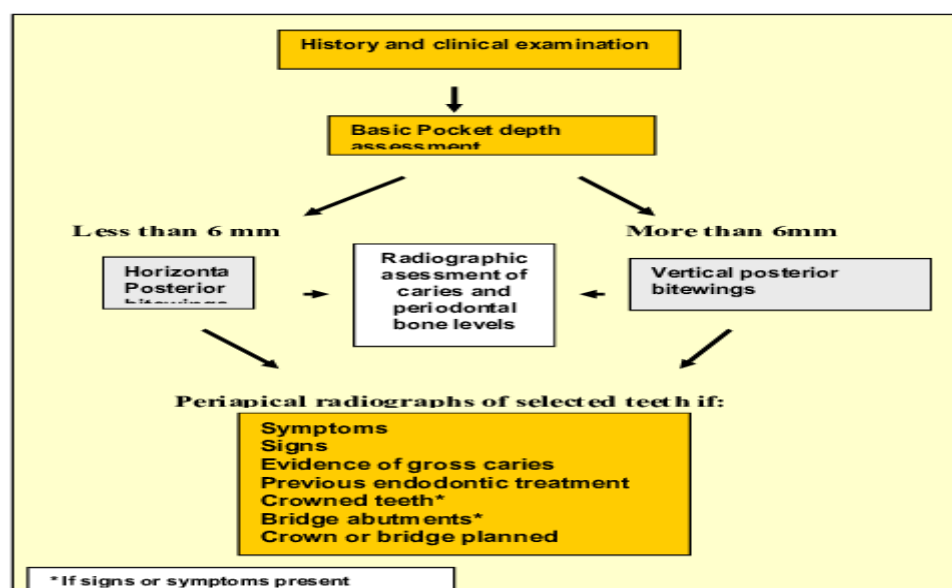 History and clinical examination
Basic Pocket depth
assessment
Less than 6 mm
More than 6mm
Horizonta
Posterior
bitewings
Radiographic
asessment of
caries and
periodontal
bone levels
Vertical posterior
bitewings
Periapical radiographs of selected teeth if:
Symptoms
Signs
Evidence of gross caries
Previous endodontic treatment
Crowned teeth*
Bridge abutments*
Crown or bridge planned
*If signs or symptoms present